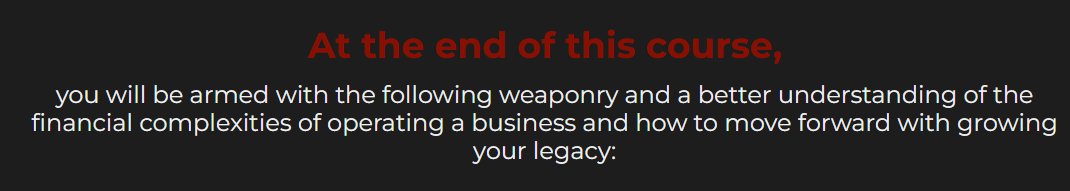 At the end of this course,
you will be armed with the following weaponry and a better understanding of the
financial complexities of operating a business and how to move forward with growing
your legacy: